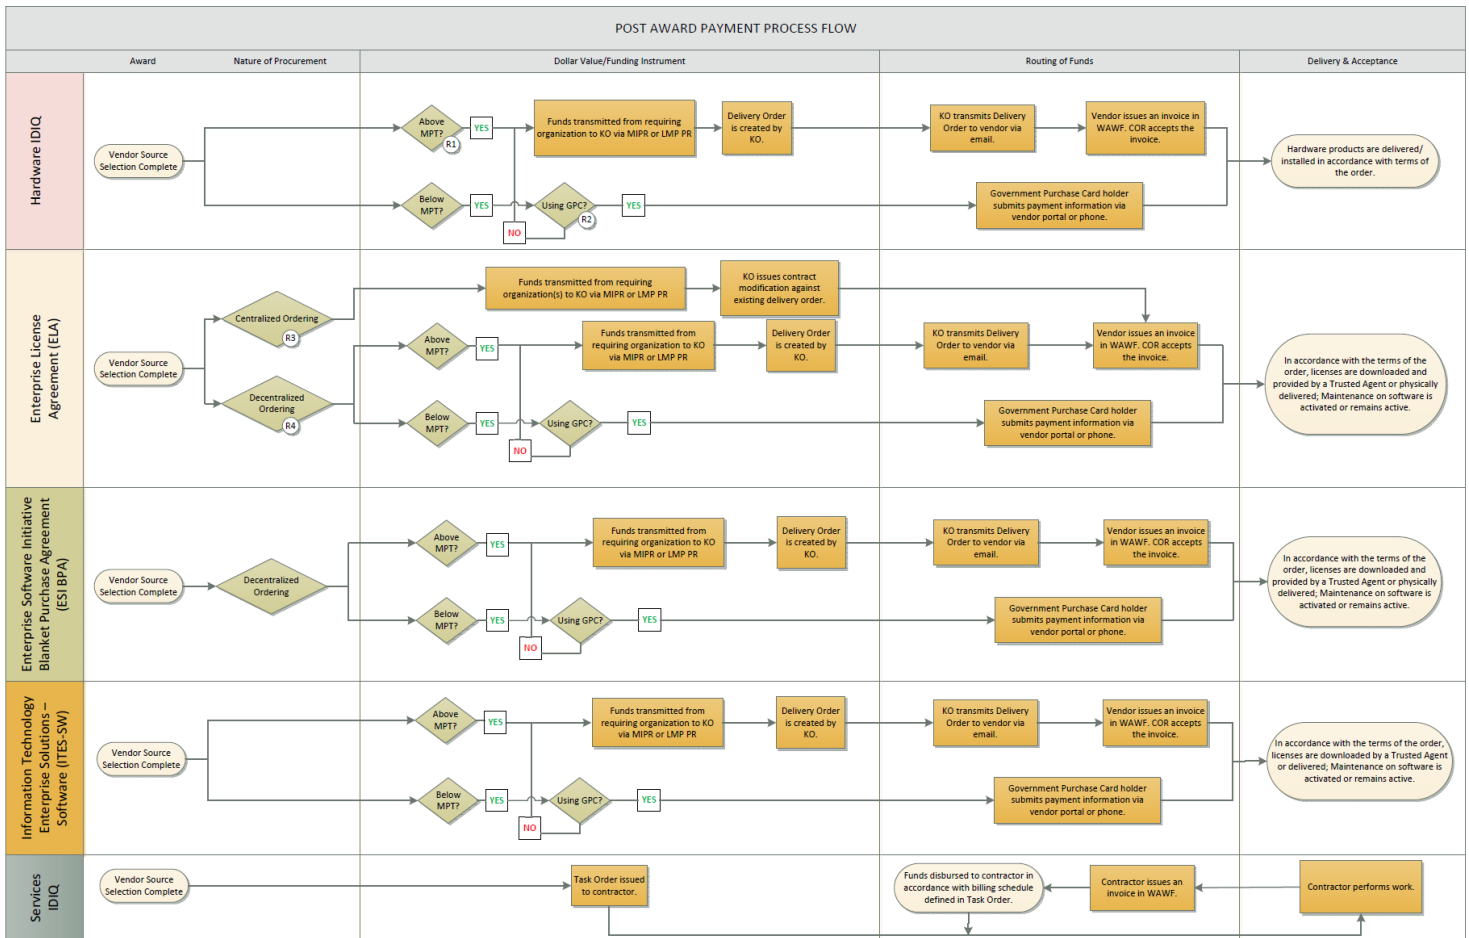 POST AWARD PAYMENT PROCESS FLOW
Award
Nature of Procurement
Dollar Value/Funding Instrument
Routing of Funds
Delivery & Acceptance
Hardware IDIQ
Vendor Source
Selection Complete
Above
MPT?
R1
YES
Funds transmitted from requiring
organization to KO via MIPR or LMP PR
Delivery Order
is created by
KO.
KO transmits Delivery
Order to vendor via
email.
Vendor issues an invoice in
WAWF. COR accepts the
invoice.
Below
MPT?
YES
Using GPC?
R2
YES
NO
Government Purchase Card holder
submits payment information via
vendor portal or phone.
Hardware products are delivered/
installed in accordance with terms of
the order.
Enterprise License
Agreement (ELA)
Vendor Source
Selection Complete
Centralized Ordering
R3
Funds transmitted from requiring
organization(s) to KO via MIPR or LMP PR
KO issues contract
modification against
existing delivery order.
Decentralized
Ordering
R4
Above
MPT?
YES
Funds transmitted from
requiring organization to KO
via MIPR or LMP PR
Delivery Order
is created by
KO.
KO transmits Delivery
Order to vendor via
email.
Vendor issues an invoice
in WAWF. COR accepts
the invoice.
Below
MPT?
YES
Using GPC?
YES
NO
Government Purchase Card holder
submits payment information via
vendor portal or phone.
In accordance with the terms of the
order, licenses are downloaded and
provided by a Trusted Agent or physically
delivered; Maintenance on software is
activated or remains active.
Enterprise Software Initiative
Blanket Purchase Agreement
(ESI BPA)
Vendor Source
Selection Complete
Decentralized
Ordering
Above
MPT?
YES
Funds transmitted from
requiring organization to KO
via MIPR or LMP PR
Delivery Order
is created by
KO.
KO transmits Delivery
Order to vendor via
email.
Vendor issues an invoice
in WAWF. COR accepts
the invoice.
Below
MPT?
YES
Using GPC?
YES
NO
Government Purchase Card holder
submits payment information via
vendor portal or phone.
In accordance with the terms of the
order, licenses are downloaded and
provided by a Trusted Agent or physically
delivered; Maintenance on software is
activated or remains active.
Information Technology
Enterprise Solutions –
Software (ITES-SW)
Vendor Source
Selection Complete
Above
MPT?
YES
Funds transmitted from
requiring organization to KO
via MIPR or LMP PR
Delivery Order
is created by
KO.
KO transmits Delivery
Order to vendor via
email.
Vendor issues an invoice
in WAWF. COR accepts
the invoice.
Below
MPT?
YES
Using GPC?
YES
NO
Government Purchase Card holder
submits payment information via
vendor portal or phone.
In accordance with the terms of the order,
licenses are downloaded by a Trusted Agent
or delivered; Maintenance on software is
activated or remains active.
Services
IDIQ
Vendor Source
Selection Complete
Task Order issued
to contractor.
Funds disbursed to contractor in
accordance with billing schedule
defined in Task Order.
Contractor issues an
invoice in WAWF.
Contractor performs work.